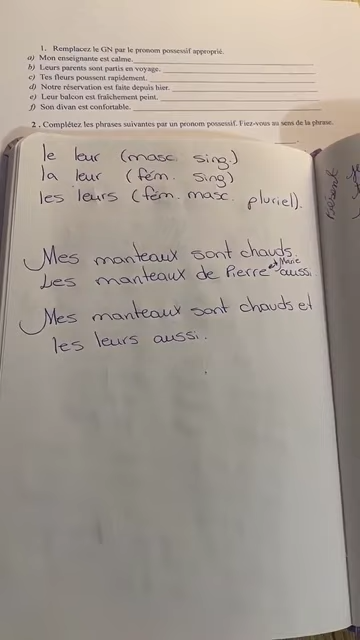 1. Remplacez le GN par le pronom possessif approprié.
a) Mon enseignante est calme.
b) Leurs parents sont partis en voyage.
c) Tes fleurs poussent rapidement.
d) Notre réservation est faite depuis hier.
e) Leur balcon est fraîchement peint.
f) Son divan est confortable.
2. Complétez les phrases suivantes par un pronom possessif. Fiez-vous au sens de la phrase.
le leur (masc. sing.)
la leur (fém. sing)
les leurs (fém. masc. pluriel).
Mes manteaux sont chauds.
Les manteaux de Pierre et Marie aussi
Mes manteaux sont chauds et
les leurs aussi.